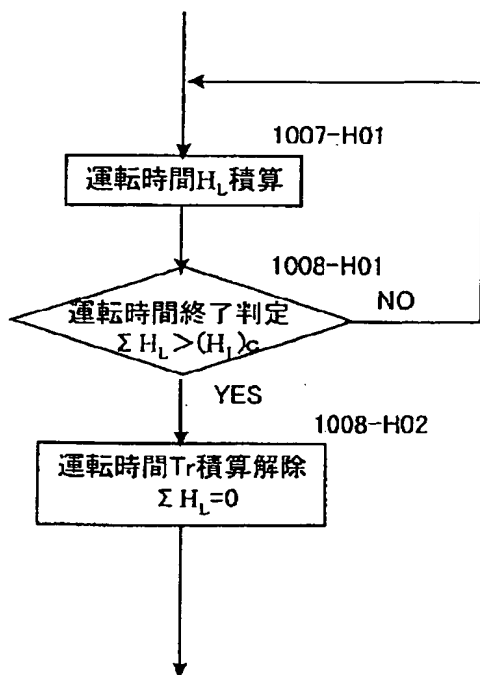 1007-H01
運転時間H_L積算
1008-H01
運転時間終了判定
ΣH_L>(H_L)c
NO
YES
1008-H02
運転時間Tr積算解除
ΣH_L=0